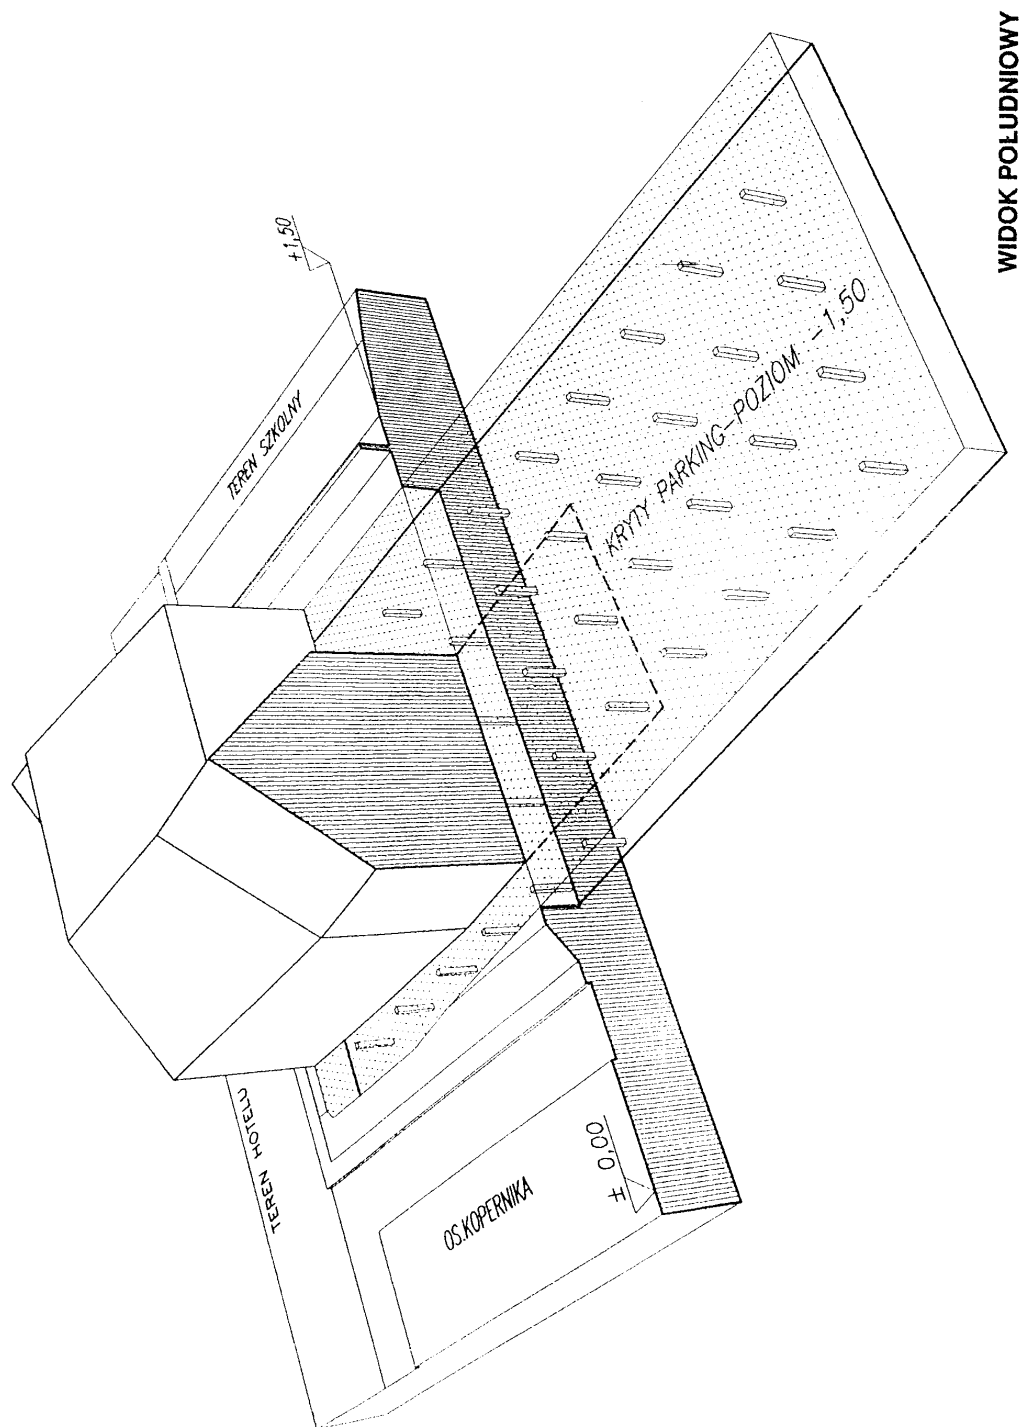 WIDOK POŁUDNIOWY
+1,50
TEREN SZKOLNY
KRYTY PARKING–POZIOM –1,50
TEREN HOTELU
OS.KOPERNIKA
± 0,00